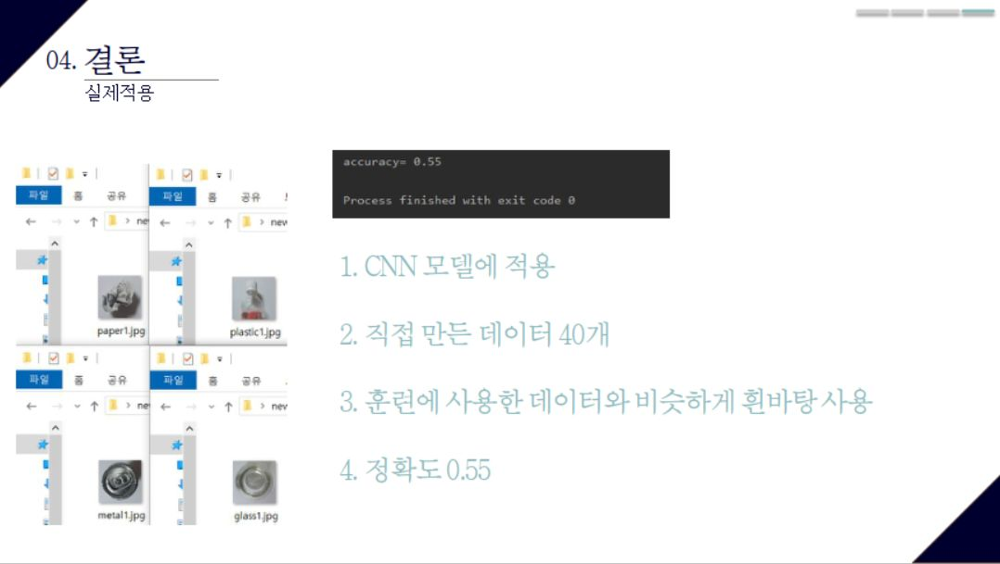 04. 결론
실제적용
파일 홈 공유
new
paper1.jpg
파일 홈 공유
new
plastic1.jpg
파일 홈 공유
new
metal1.jpg
파일 홈 공유
new
glass1.jpg
accuracy= 0.55
Process finished with exit code 0
1. CNN 모델에 적용
2. 직접 만든 데이터 40개
3. 훈련에 사용한 데이터와 비슷하게 흰바탕 사용
4. 정확도 0.55